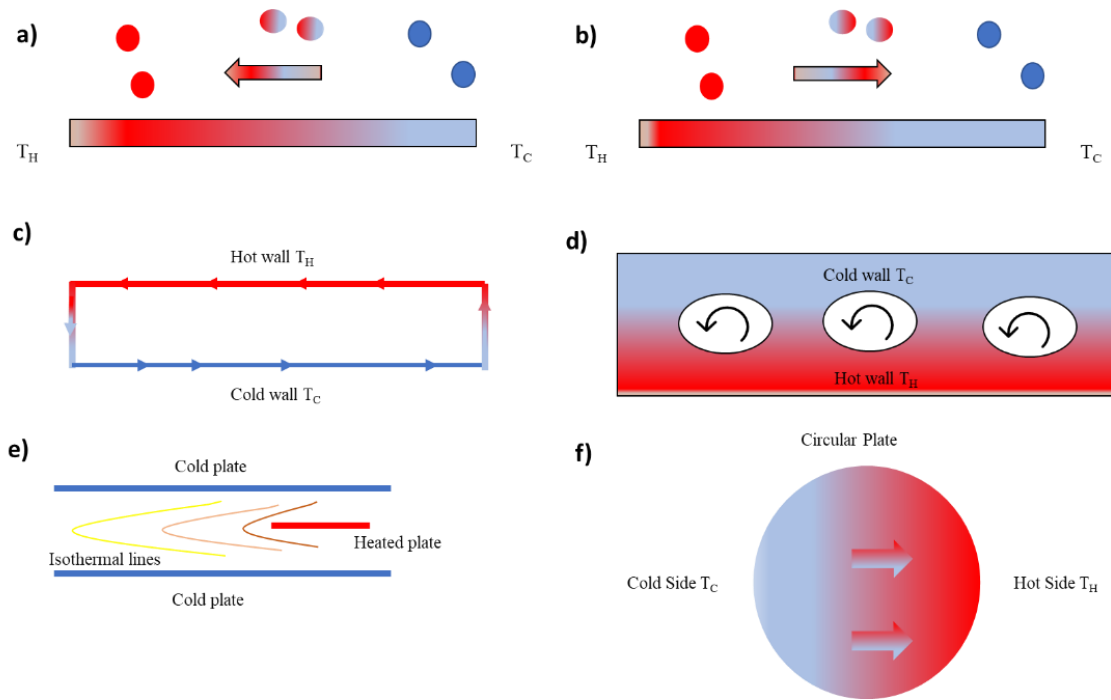 a)
T_H
T_C
b)
T_H
T_C
c)
Hot wall T_H
Cold wall T_C
d)
Cold wall T_C
Hot wall T_H
e)
Cold plate
Heated plate
Isothermal lines
Cold plate
f)
Circular Plate
Cold Side T_C
Hot Side T_H